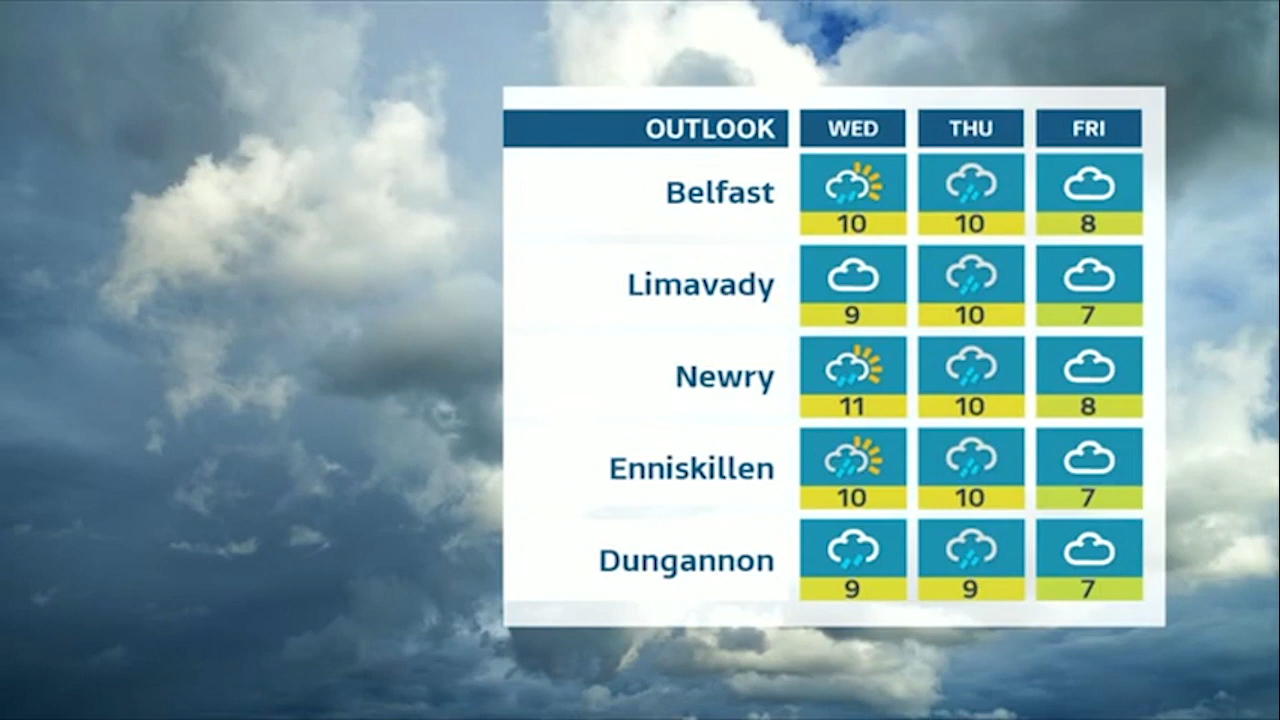 OUTLOOK WED THU FRI
Belfast 10 10 8
Limavady 9 10 7
Newry 11 10 8
Enniskillen 10 10 7
Dungannon 9 9 7